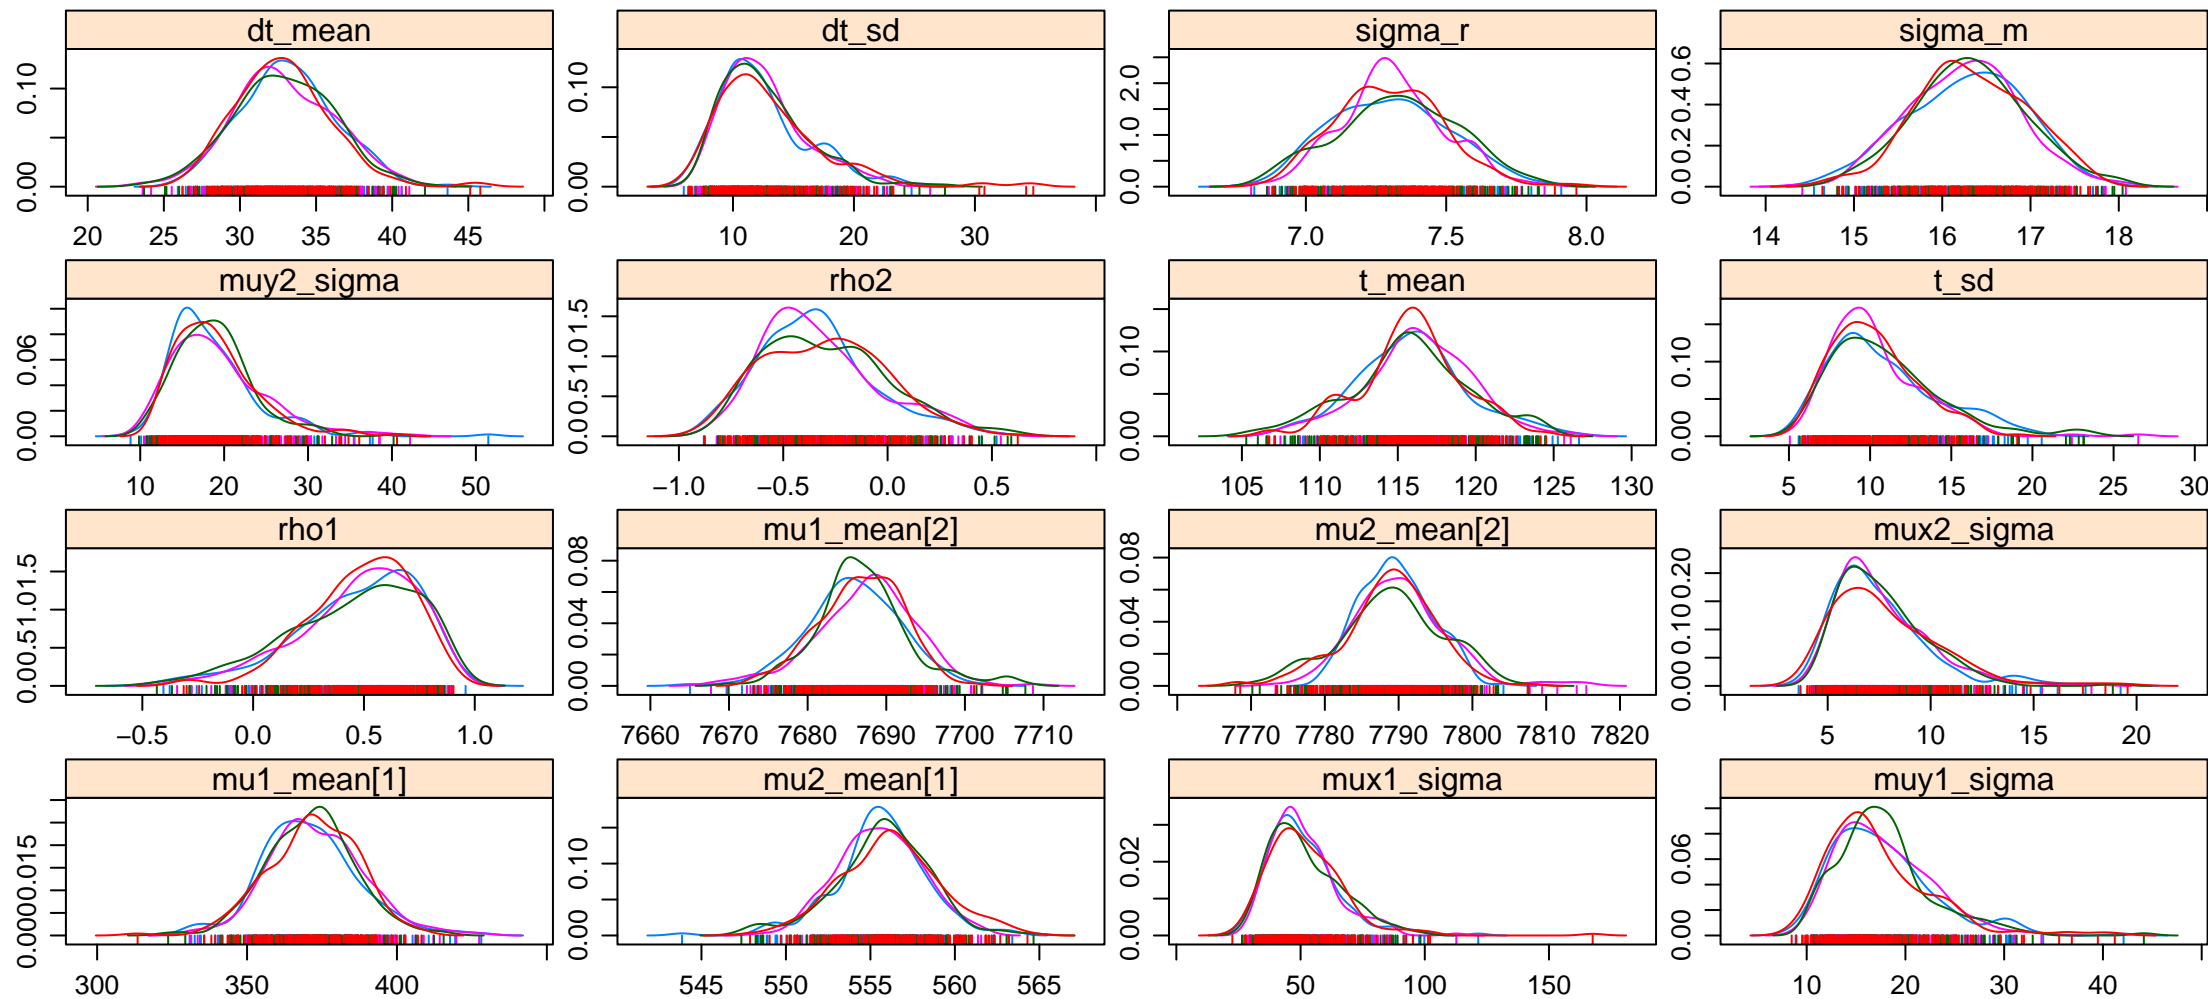 dt_mean dt_sd sigma_r sigma_m
0.00 0.10
0.00 0.10
0.0 1.0 2.0
0.0 0.2 0.4 0.6
20 25 30 35 40 45
10 20 30
7.0 7.5 8.0
14 15 16 17 18
muy2_sigma rho2 t_mean t_sd
0.00 0.06
0.0 0.5 1.0 1.5
0.00 0.10
0.00 0.10
10 20 30 40 50
−1.0 −0.5 0.0 0.5
105 110 115 120 125 130
5 10 15 20 25 30
rho1 mu1_mean[2] mu2_mean[2] mux2_sigma
0.0 0.5 1.0 1.5
0.00 0.04 0.08
0.00 0.04 0.08
0.00 0.10 0.20
−0.5 0.0 0.5 1.0
7660 7670 7680 7690 7700 7710
7770 7780 7790 7800 7810 7820
5 10 15 20
mu1_mean[1] mu2_mean[1] mux1_sigma muy1_sigma
0.000 0.015
0.00 0.10
0.00 0.02
0.00 0.06
300 350 400
545 550 555 560 565
50 100 150
10 20 30 40